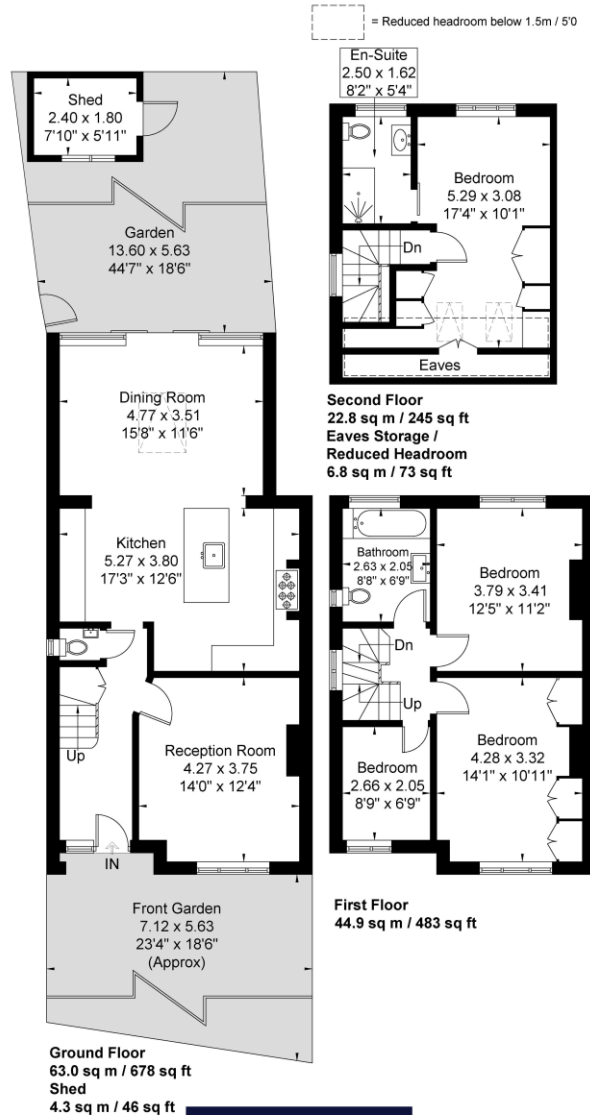 = Reduced headroom below 1.5m / 5'0
En-Suite
2.50 x 1.62
8'2" x 5'4"
Shed
2.40 x 1.80
7'10" x 5'11"
Bedroom
5.29 x 3.08
17'4" x 10'1"
Garden
13.60 x 5.63
44'7" x 18'6"
Dn
Eaves
Second Floor
22.8 sq m / 245 sq ft
Eaves Storage /
Reduced Headroom
6.8 sq m / 73 sq ft
Dining Room
4.77 x 3.51
15'8" x 11'6"
Kitchen
5.27 x 3.80
17'3" x 12'6"
Bathroom
2.63 x 2.05
8'8" x 6'9"
Bedroom
3.79 x 3.41
12'5" x 11'2"
Dn
Up
Up
Reception Room
4.27 x 3.75
14'0" x 12'4"
Bedroom
2.66 x 2.05
8'9" x 6'9"
Bedroom
4.28 x 3.32
14'1" x 10'11"
IN
Front Garden
7.12 x 5.63
23'4" x 18'6"
(Approx)
First Floor
44.9 sq m / 483 sq ft
Ground Floor
63.0 sq m / 678 sq ft
Shed
4.3 sq m / 46 sq ft